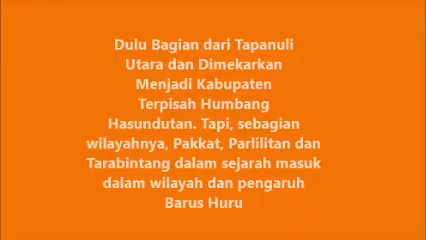 Dulu Bagian dari Tapanuli
Utara dan Dimekarkan
Menjadi Kabupaten
Terpisah Humbang
Hasundutan. Tapi, sebagian
wilayahnya, Pakkat, Parlilitan dan
Tarabintang dalam sejarah masuk
dalam wilayah dan pengaruh
Barus Huru